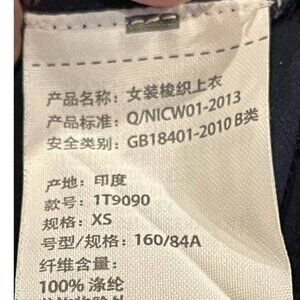 产品名称：女装梭织上衣
产品标准：Q/NICW01-2013
安全类别：GB18401-2010 B类
产地：印度
款号：1T9090
规格：XS
号型/规格：160/84A
纤维含量：
100% 涤纶